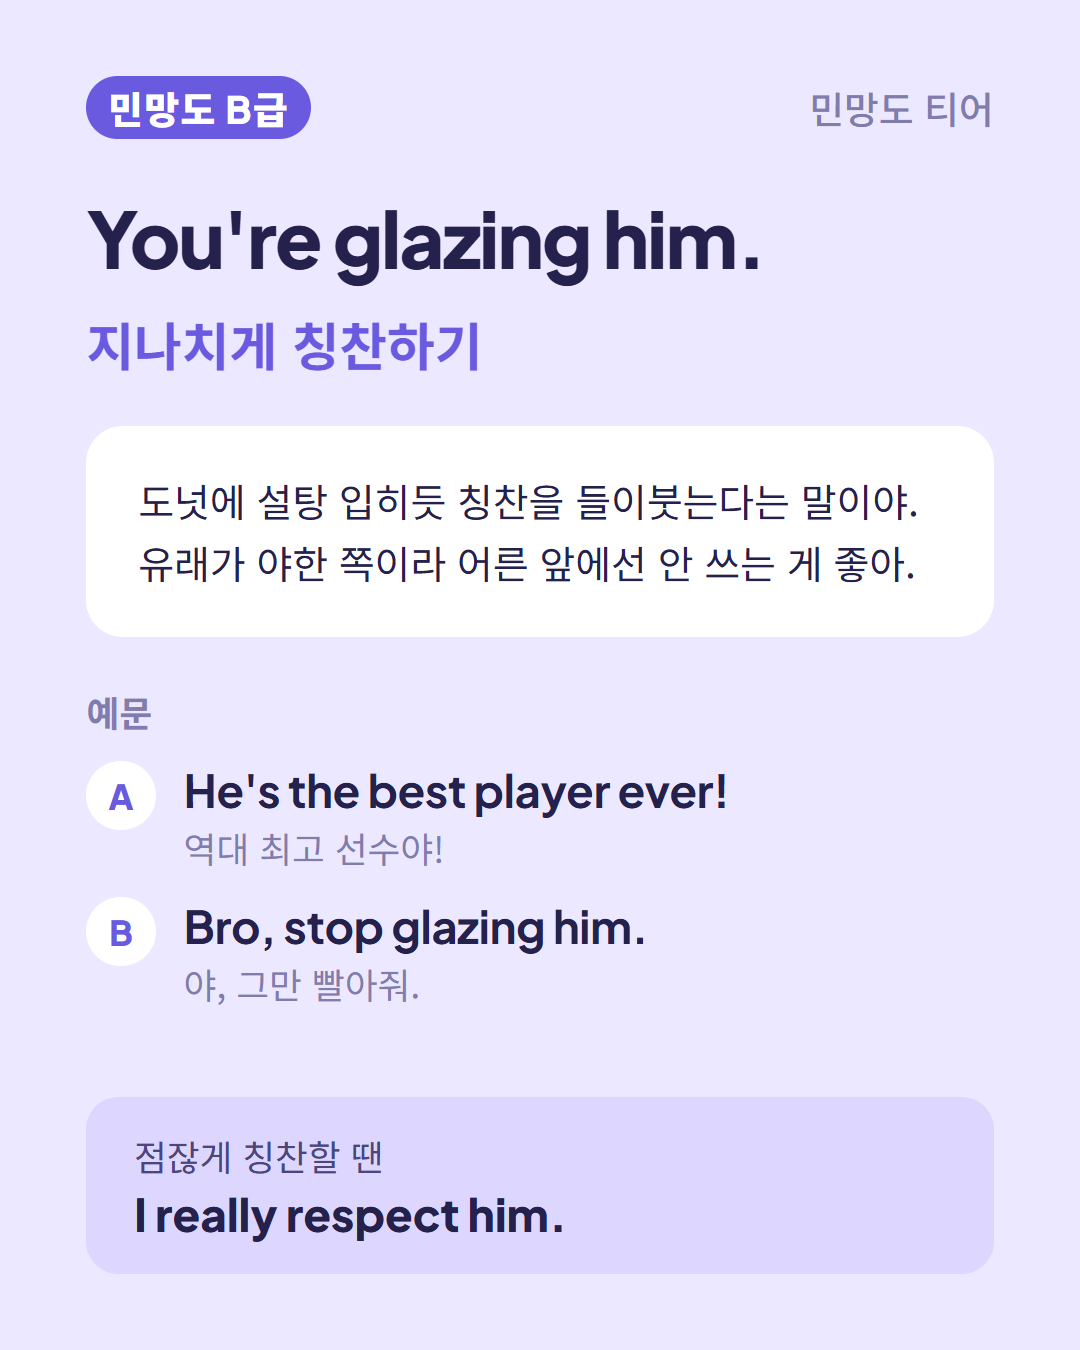 민망도 B급
민망도 티어
You're glazing him.
지나치게 칭찬하기
도넛에 설탕 입히듯 칭찬을 들이붓는다는 말이야.
유래가 야한 쪽이라 어른 앞에선 안 쓰는 게 좋아.
예문
A
He's the best player ever!
역대 최고 선수야!
B
Bro, stop glazing him.
야, 그만 빨아줘.
점잖게 칭찬할 땐
I really respect him.